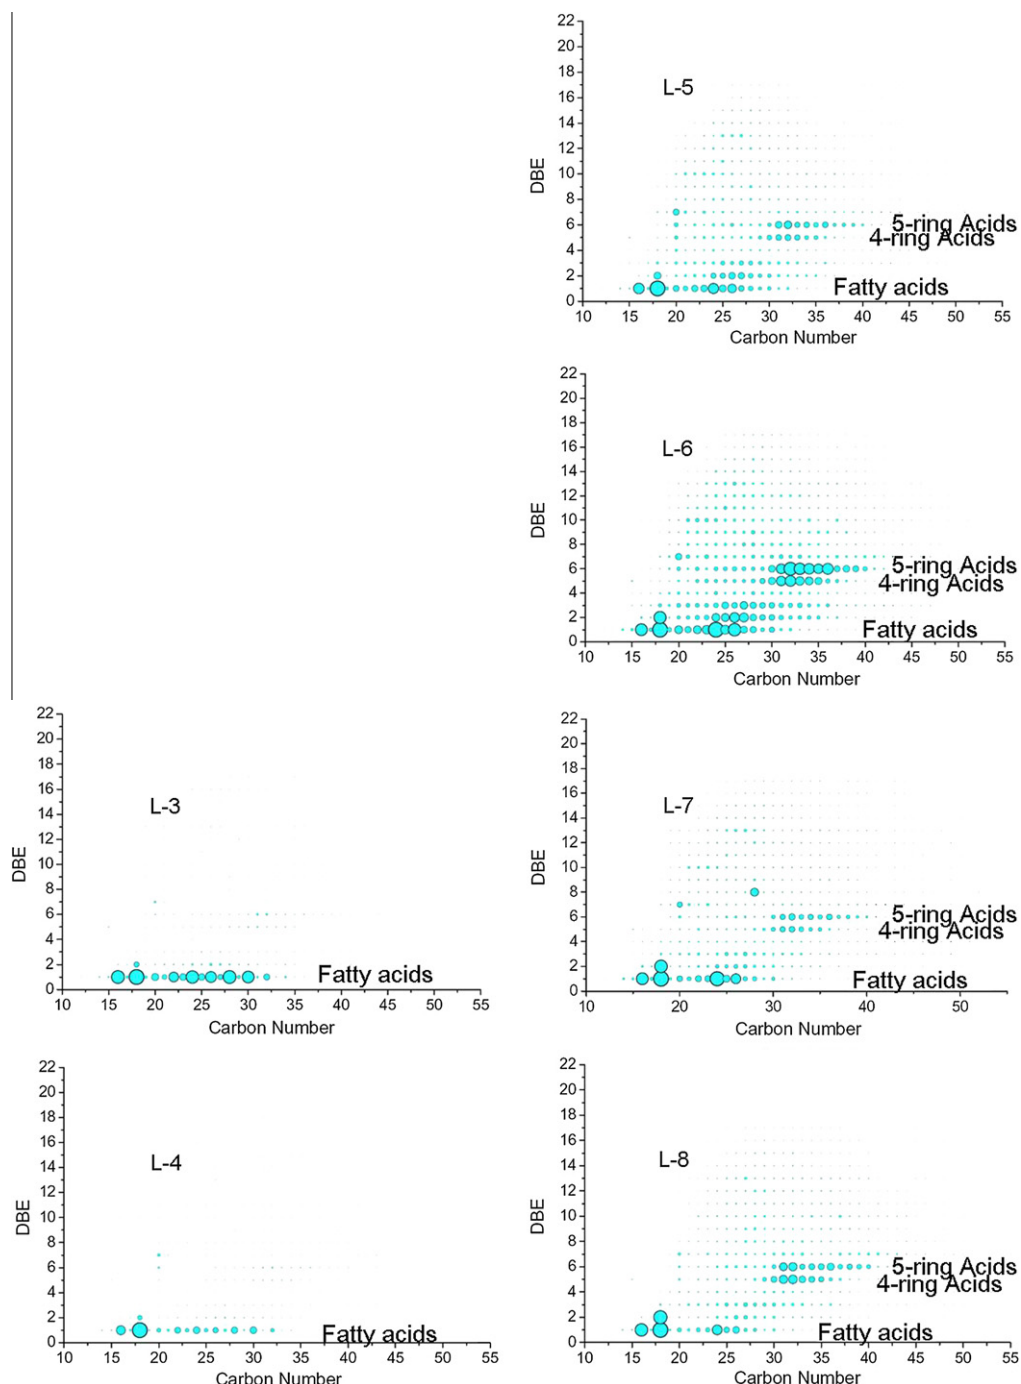 22
20
18
16
14
12
10
8
6
4
2
0
DBE
L-5
5-ring Acids
4-ring Acids
Fatty acids
10 15 20 25 30 35 40 45 50 55
Carbon Number
22
20
18
16
14
12
10
8
6
4
2
0
DBE
L-6
5-ring Acids
4-ring Acids
Fatty acids
10 15 20 25 30 35 40 45 50 55
Carbon Number
22
20
18
16
14
12
10
8
6
4
2
0
DBE
L-3
Fatty acids
10 15 20 25 30 35 40 45 50 55
Carbon Number
22
20
18
16
14
12
10
8
6
4
2
0
DBE
L-7
5-ring Acids
4-ring Acids
Fatty acids
10 20 30 40 50
Carbon Number
22
20
18
16
14
12
10
8
6
4
2
0
DBE
L-4
Fatty acids
10 15 20 25 30 35 40 45 50 55
Carbon Number
22
20
18
16
14
12
10
8
6
4
2
0
DBE
L-8
5-ring Acids
4-ring Acids
Fatty acids
10 15 20 25 30 35 40 45 50 55
Carbon Number